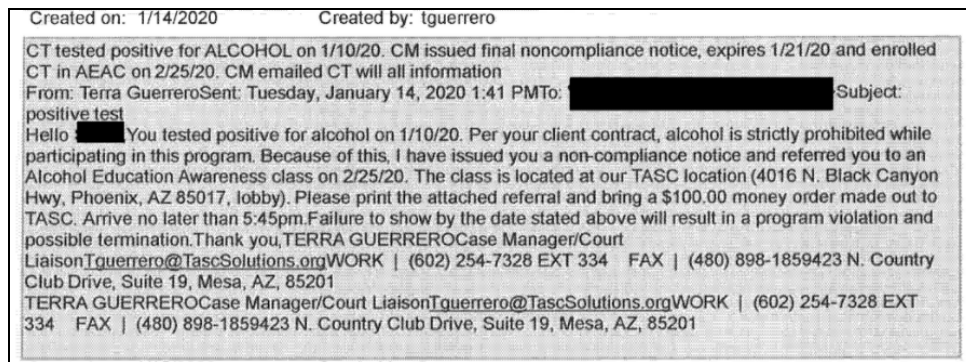 Created on: 1/14/2020 Created by: tguerrero
CT tested positive for ALCOHOL on 1/10/20. CM issued final noncompliance notice, expires 1/21/20 and enrolled
CT in AEAC on 2/25/20. CM emailed CT will all information
From: Terra GuerreroSent: Tuesday, January 14, 2020 1:41 PMTo: Subject:
positive test
Hello You tested positive for alcohol on 1/10/20. Per your client contract, alcohol is strictly prohibited while
participating in this program. Because of this, I have issued you a non-compliance notice and referred you to an
Alcohol Education Awareness class on 2/25/20. The class is located at our TASC location (4016 N. Black Canyon
Hwy, Phoenix, AZ 85017, lobby). Please print the attached referral and bring a $100.00 money order made out to
TASC. Arrive no later than 5:45pm.Failure to show by the date stated above will result in a program violation and
possible termination.Thank you,TERRA GUERREROCase Manager/Court
LiaisonTguerrero@TascSolutions.orgWORK | (602) 254-7328 EXT 334 FAX | (480) 898-1859423 N. Country
Club Drive, Suite 19, Mesa, AZ, 85201
TERRA GUERREROCase Manager/Court LiaisonTguerrero@TascSolutions.orgWORK | (602) 254-7328 EXT
334 FAX | (480) 898-1859423 N. Country Club Drive, Suite 19, Mesa, AZ, 85201